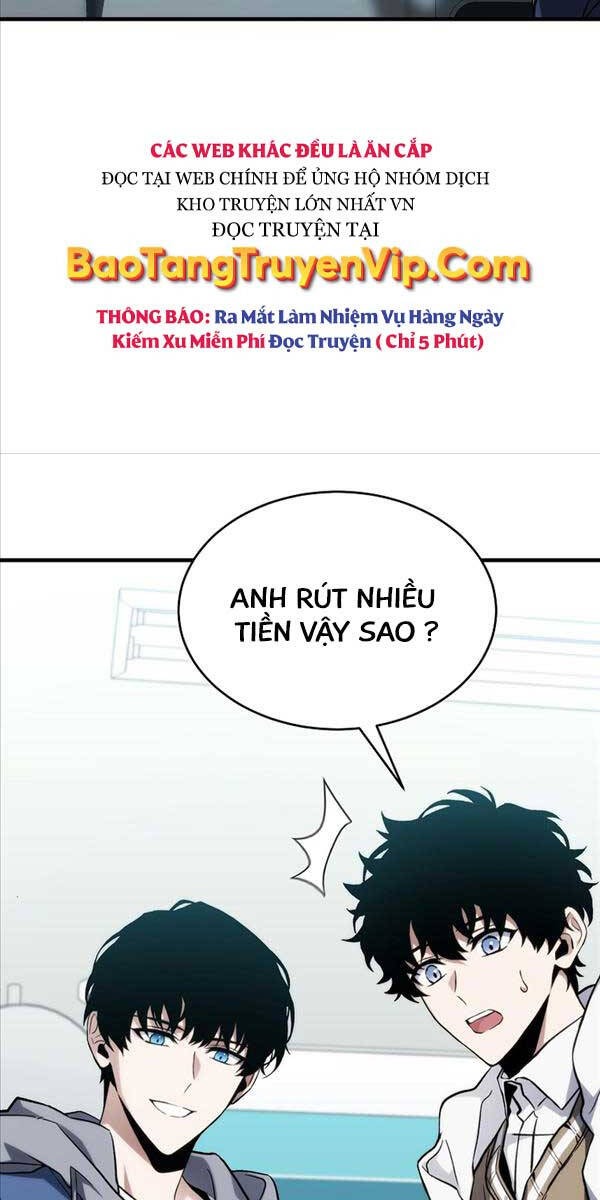 CÁC WEB KHÁC ĐỀU LÀ ĂN CẮP
ĐỌC TẠI WEB CHÍNH ĐỂ ỦNG HỘ NHÓM DỊCH
KHO TRUYỆN LỚN NHẤT VN
ĐỌC TRUYỆN TẠI
BaoTangTruyenVip.Com
THÔNG BÁO: Ra Mắt Làm Nhiệm Vụ Hàng Ngày
Kiếm Xu Miễn Phí Đọc Truyện ( Chỉ 5 Phút)
ANH RÚT NHIỀU
TIỀN VẬY SAO ?